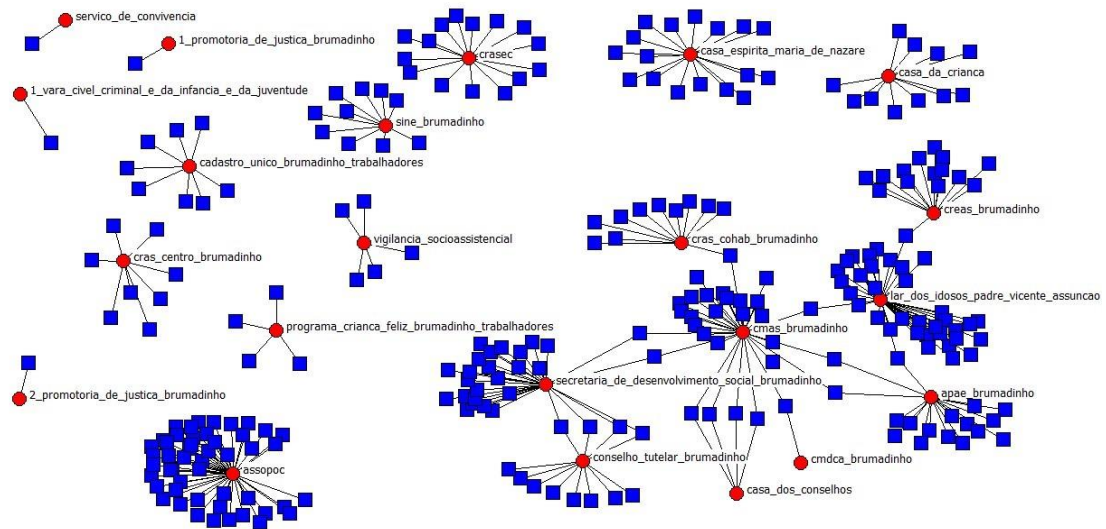 servico_de_convivencia
1_promotoria_de_justica_brumadinho
crasec
casa_espirita_maria_de_nazare
casa_da_crianca
1_vara_civel_criminal_e_da_infancia_e_da_juventude
sine_brumadinho
cadastro_unico_brumadinho_trabalhadores
creas_brumadinho
vigilancia_socioassistencial
cras_cohab_brumadinho
cras_centro_brumadinho
lar_dos_idosos_padre_vicente_assuncao
programa_crianca_feliz_brumadinho_trabalhadores
cmas_brumadinho
secretaria_de_desenvolvimento_social_brumadinho
2_promotoria_de_justica_brumadinho
apae_brumadinho
conselho_tutelar_brumadinho
cmdca_brumadinho
assopoc
casa_dos_conselhos